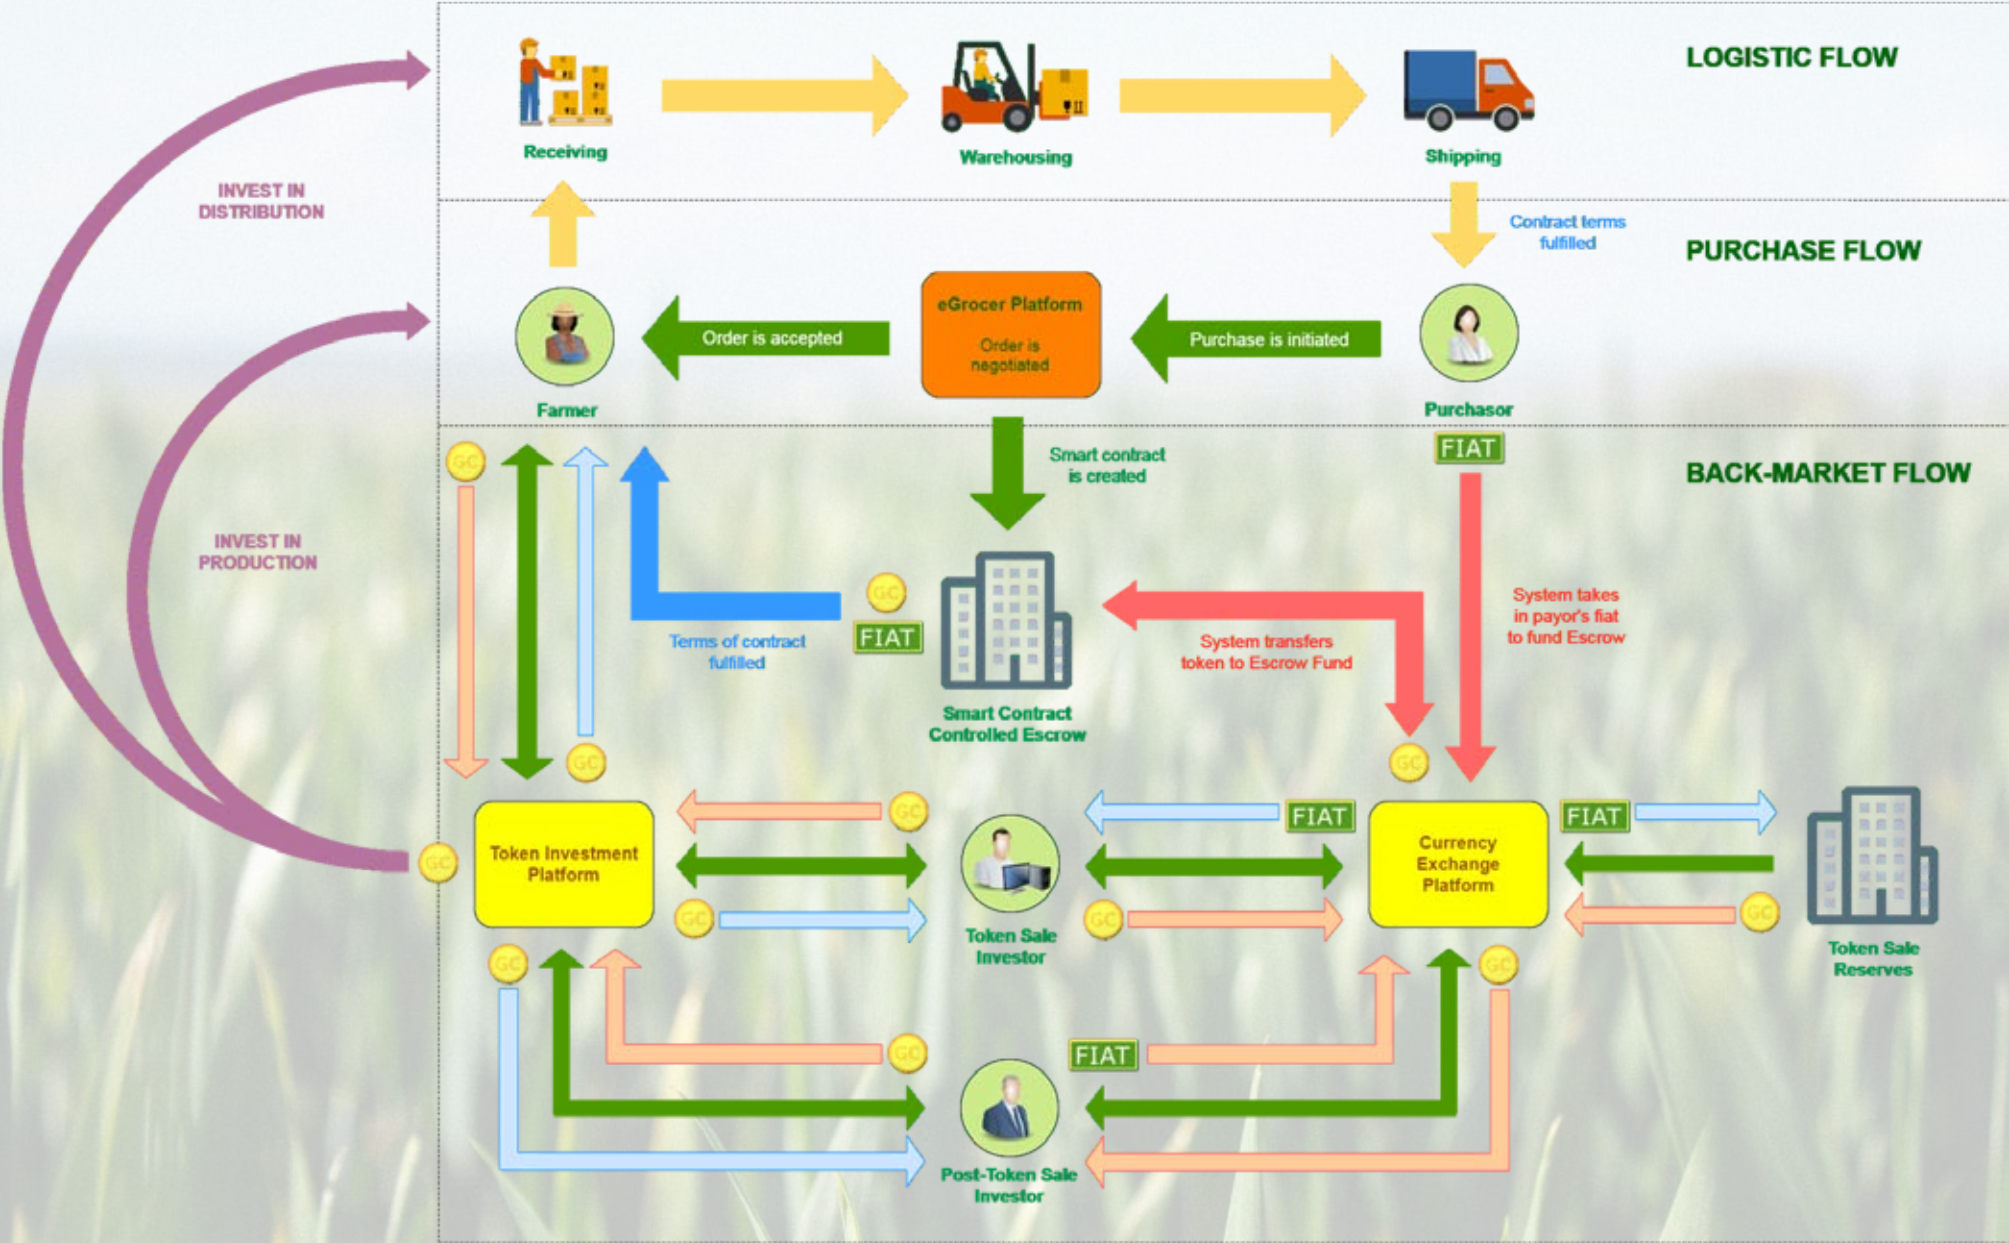 LOGISTIC FLOW
Receiving
Warehousing
Shipping
INVEST IN
DISTRIBUTION
Contract terms
fulfilled
PURCHASE FLOW
eGrocer Platform
Order is
negotiated
Order is accepted
Purchase is initiated
Farmer
Purchasor
FIAT
BACK-MARKET FLOW
GC
Smart contract
is created
INVEST IN
PRODUCTION
GC
FIAT
Terms of contract
fulfilled
System transfers
token to Escrow Fund
System takes
in payor's fiat
to fund Escrow
Smart Contract
Controlled Escrow
GC
GC
GC
FIAT
FIAT
Token Investment
Platform
Currency
Exchange
Platform
GC
GC
GC
GC
Token Sale
Investor
Token Sale
Reserves
GC
GC
GC
FIAT
Post-Token Sale
Investor